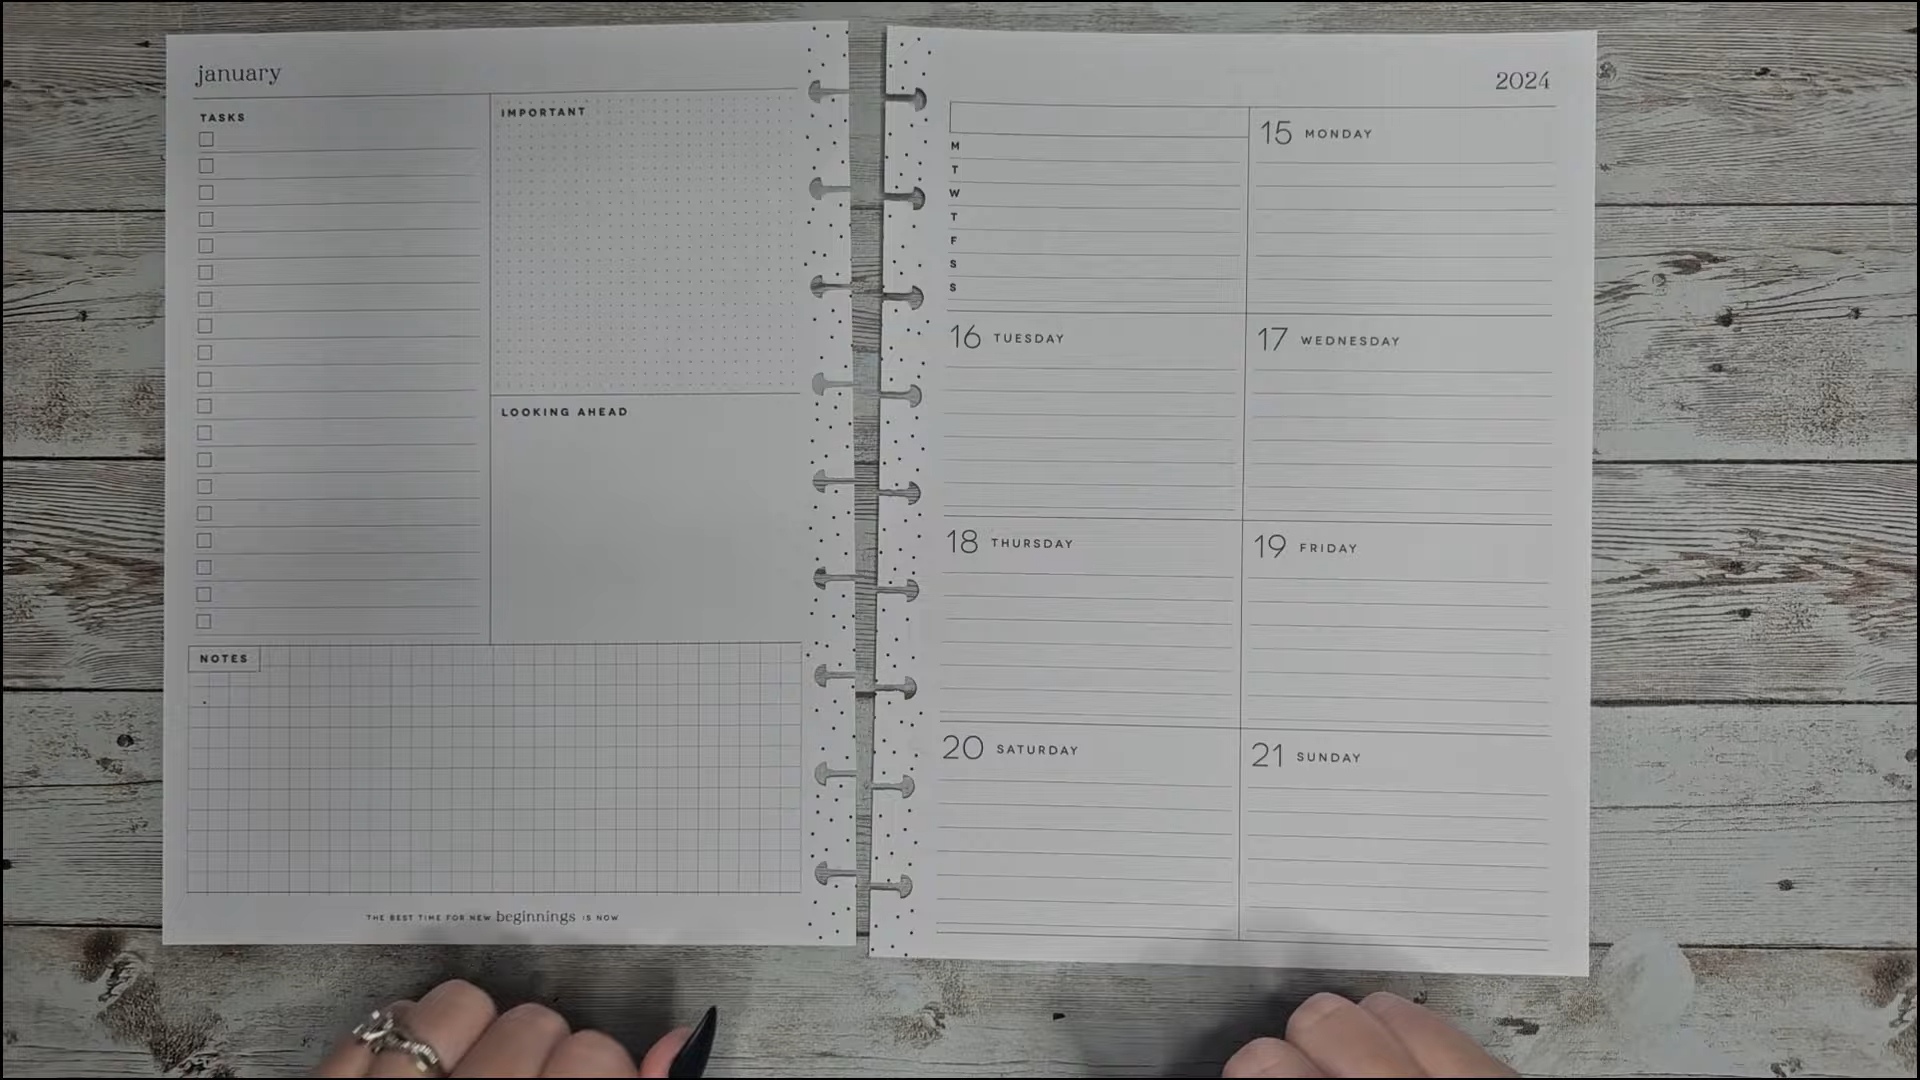 january
TASKS
IMPORTANT
LOOKING AHEAD
NOTES
THE BEST TIME FOR NEW beginnings IS NOW
2024
M
T
W
T
F
S
S
15 MONDAY
16 TUESDAY
17 WEDNESDAY
18 THURSDAY
19 FRIDAY
20 SATURDAY
21 SUNDAY